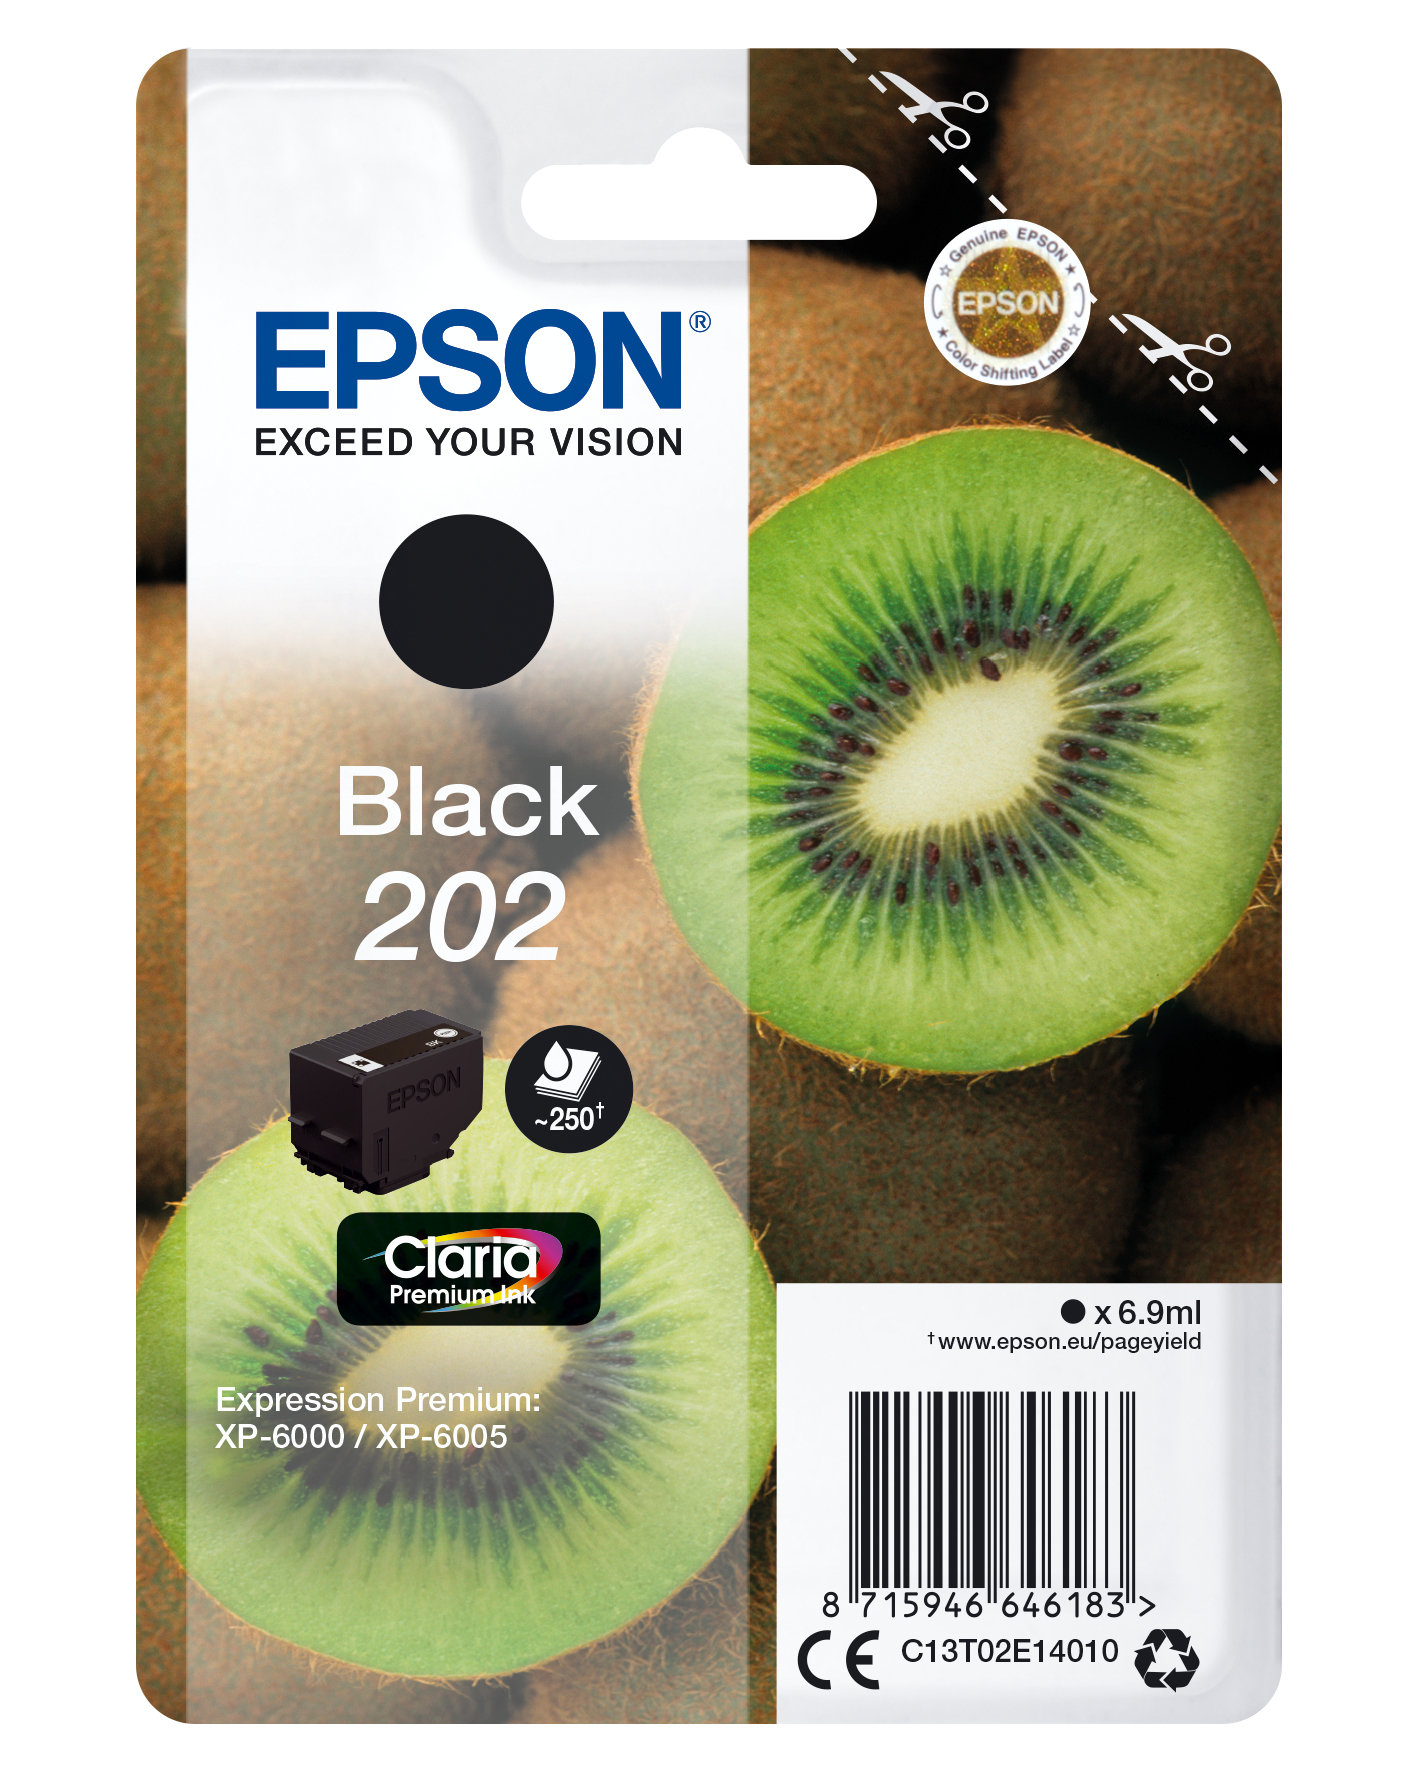 Genuine EPSON
EPSON
Color Shifting Label
EPSON®
EXCEED YOUR VISION
Black
202
BK
EPSON
~250†
Claria
Premium Ink
Expression Premium:
XP-6000 / XP-6005
x 6.9ml
†www.epson.eu/pageyield
8 715946 646183 >
CE C13T02E14010